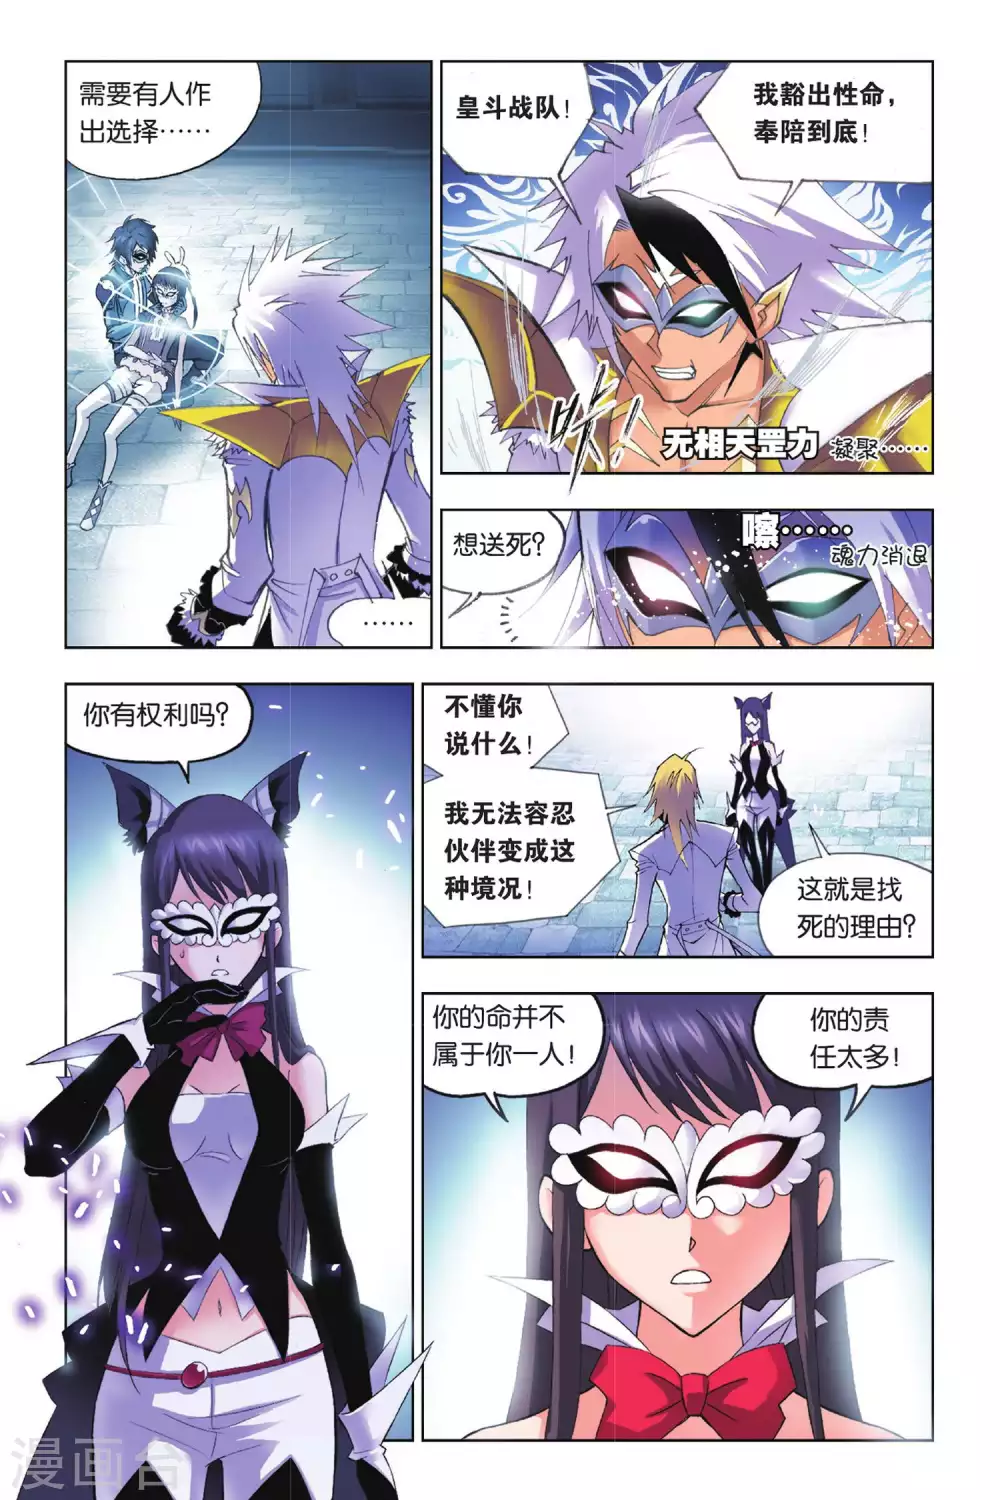 需要有人作
出选择……
……
皇斗战队！
我豁出性命，
奉陪到底！
咔！
无相天罡力
凝聚……
想送死？
嚓……
魂力消退
你有权利吗？
不懂你
说什么！
我无法容忍
伙伴变成这
种境况！
这就是找
死的理由？
你的命并不
属于你一人！
你的责
任太多！
漫画台